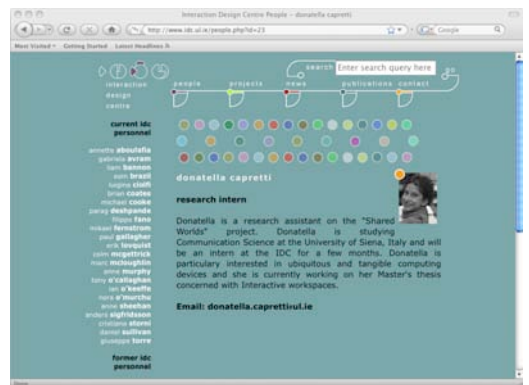 Interaction Design Centre People – donatella capretti
http://www.idc.ul.ie/people.php?id=23
Google
Most Visited
Getting Started
Latest Headlines
search
Enter search query here
go
interaction
design
centre
people
projects
news
publications
contact
current idc
personnel
annette aboulafia
gabriela avram
liam bannon
sam brazil
luigina ciolfi
brian coates
michael cooke
parag deshpande
filippo fano
mikael fernstrom
paul gallagher
erik lovquist
colm mcgettrick
marc mcloughlin
anne murphy
tony o'callaghan
ian o'keeffe
nora o'murchu
anne sheehan
anders sigfridsson
cristiano storni
daniel sullivan
giuseppe torre
former idc
personnel
donatella capretti
research intern
Donatella is a research assistant on the "Shared
Worlds" project. Donatella is studying
Communication Science at the University of Siena, Italy and will
be an intern at the IDC for a few months. Donatella is
particulary interested in ubiquitous and tangible computing
devices and she is currently working on her Master's thesis
concerned with Interactive workspaces.
Email: donatella.caprettirul.ie
Done